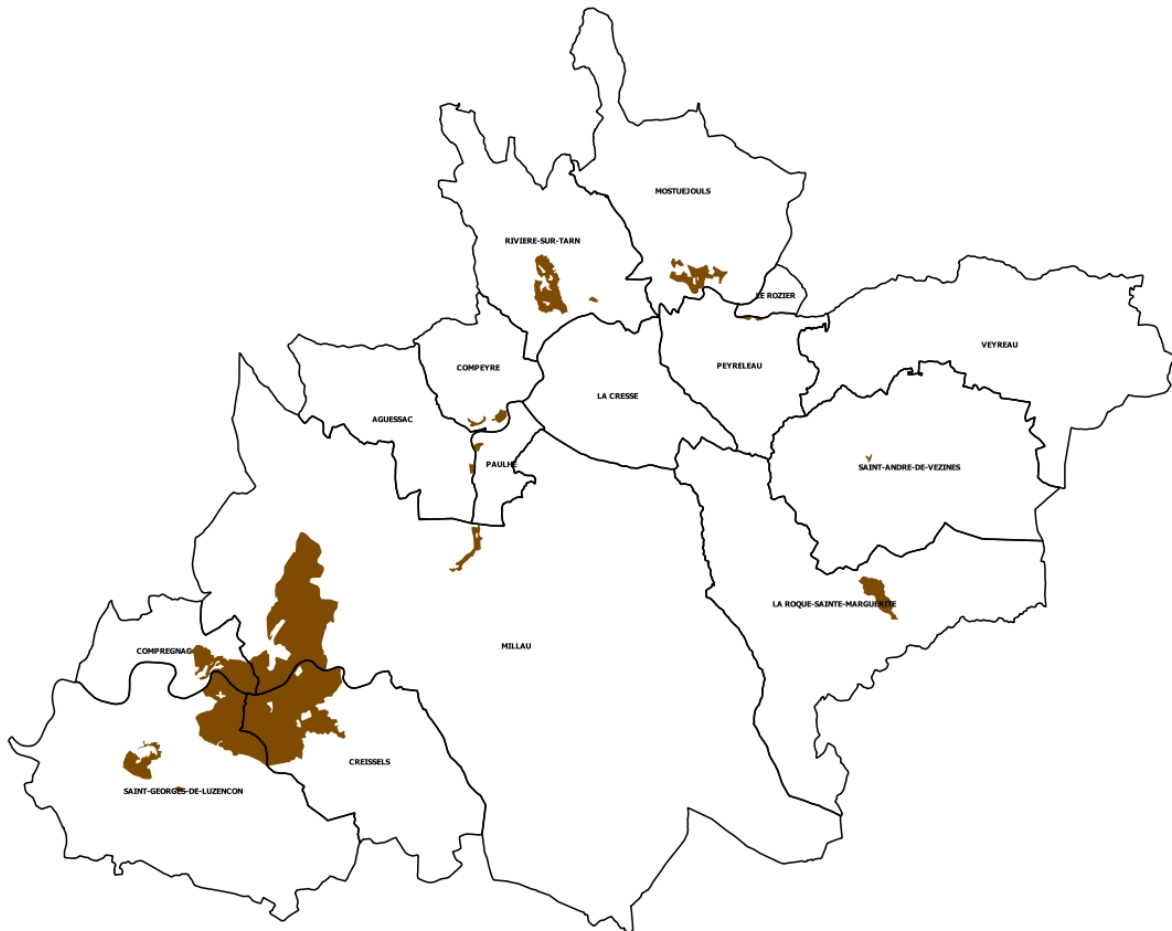 MOSTUEJOULS
RIVIERE-SUR-TARN
LE ROZIER
VEYREAU
COMPEYRE
PEYRELEAU
LA CRESSE
AGUESSAC
PAULHE
SAINT-ANDRE-DE-VEZINES
LA ROQUE-SAINTE-MARGUERITE
MILLAU
COMPREGNAC
CREISSELS
SAINT-GEORGES-DE-LUZENCON